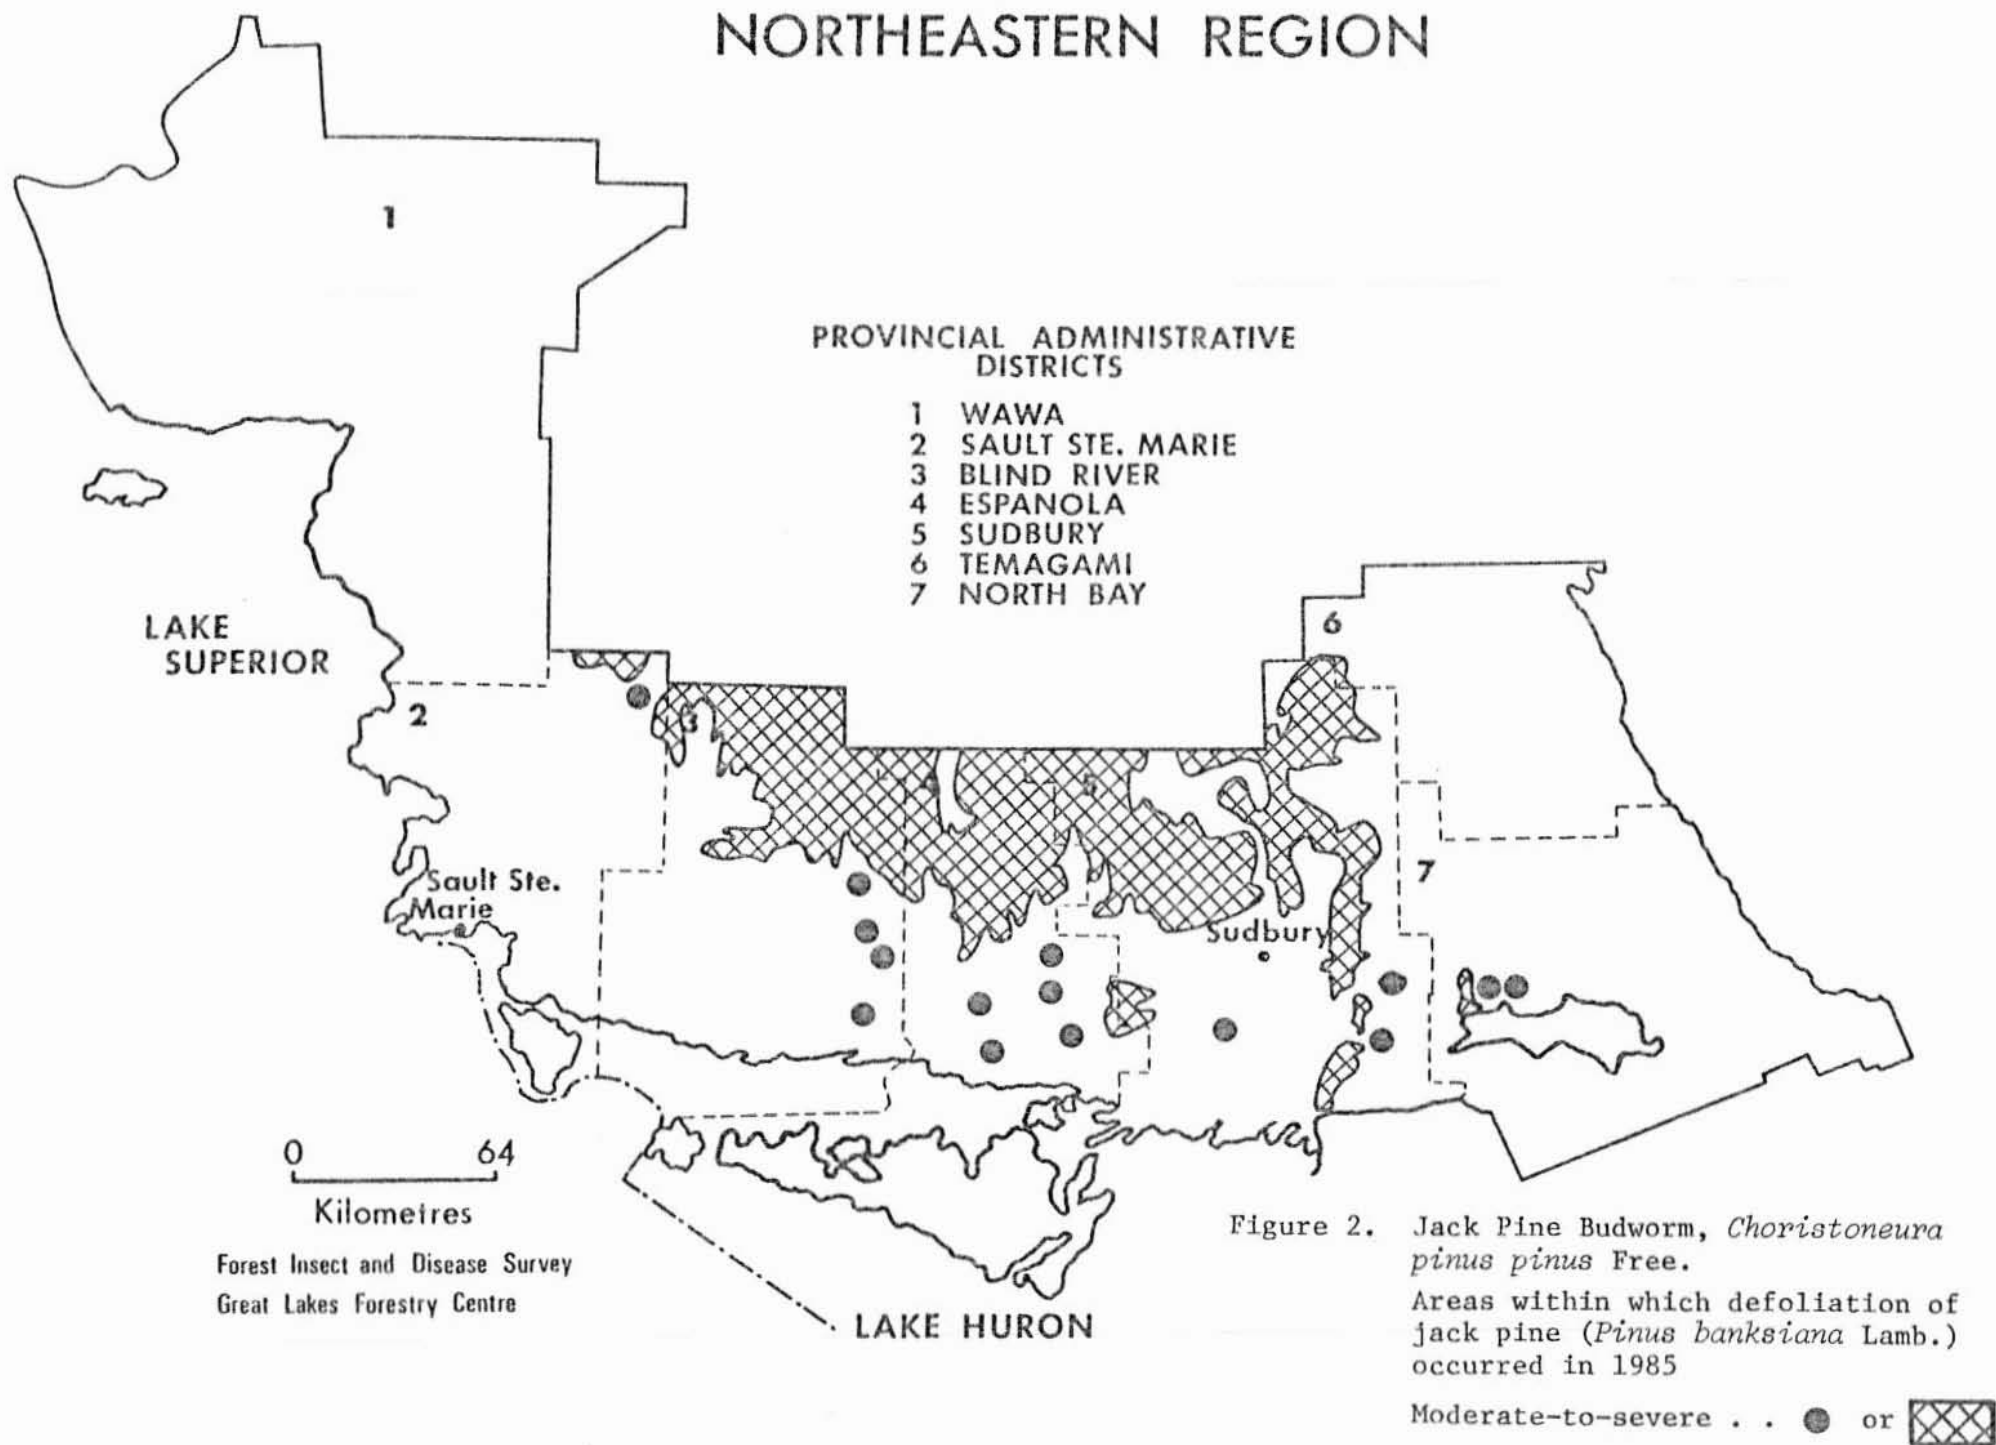 NORTHEASTERN REGION
1
PROVINCIAL ADMINISTRATIVE
DISTRICTS
1 WAWA
2 SAULT STE. MARIE
3 BLIND RIVER
4 ESPANOLA
5 SUDBURY
6 TEMAGAMI
7 NORTH BAY
6
LAKE
SUPERIOR
2
3
5
7
Sault Ste.
Marie
Sudbury
0 64
Kilometres
Forest Insect and Disease Survey
Great Lakes Forestry Centre
LAKE HURON
Figure 2. Jack Pine Budworm, Choristoneura
pinus pinus Free.
Areas within which defoliation of
jack pine (Pinus banksiana Lamb.)
occurred in 1985
Moderate-to-severe . . or